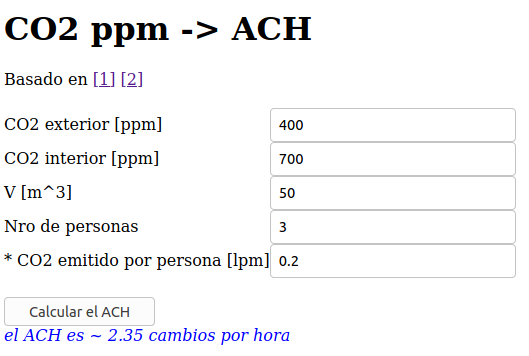 CO2 ppm -> ACH
Basado en [1] [2]
CO2 exterior [ppm] 400
CO2 interior [ppm] 700
V [m^3] 50
Nro de personas 3
* CO2 emitido por persona [lpm] 0.2
Calcular el ACH
el ACH es ~ 2.35 cambios por hora